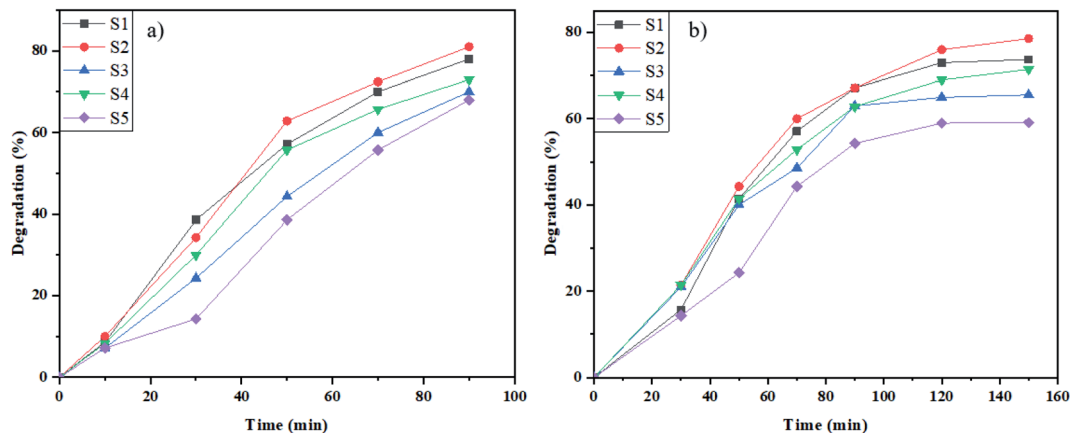 a)
S1
S2
S3
S4
S5
Degradation (%)
80
60
40
20
0
0 20 40 60 80 100
Time (min)
b)
S1
S2
S3
S4
S5
Degradation (%)
80
60
40
20
0
0 20 40 60 80 100 120 140 160
Time (min)